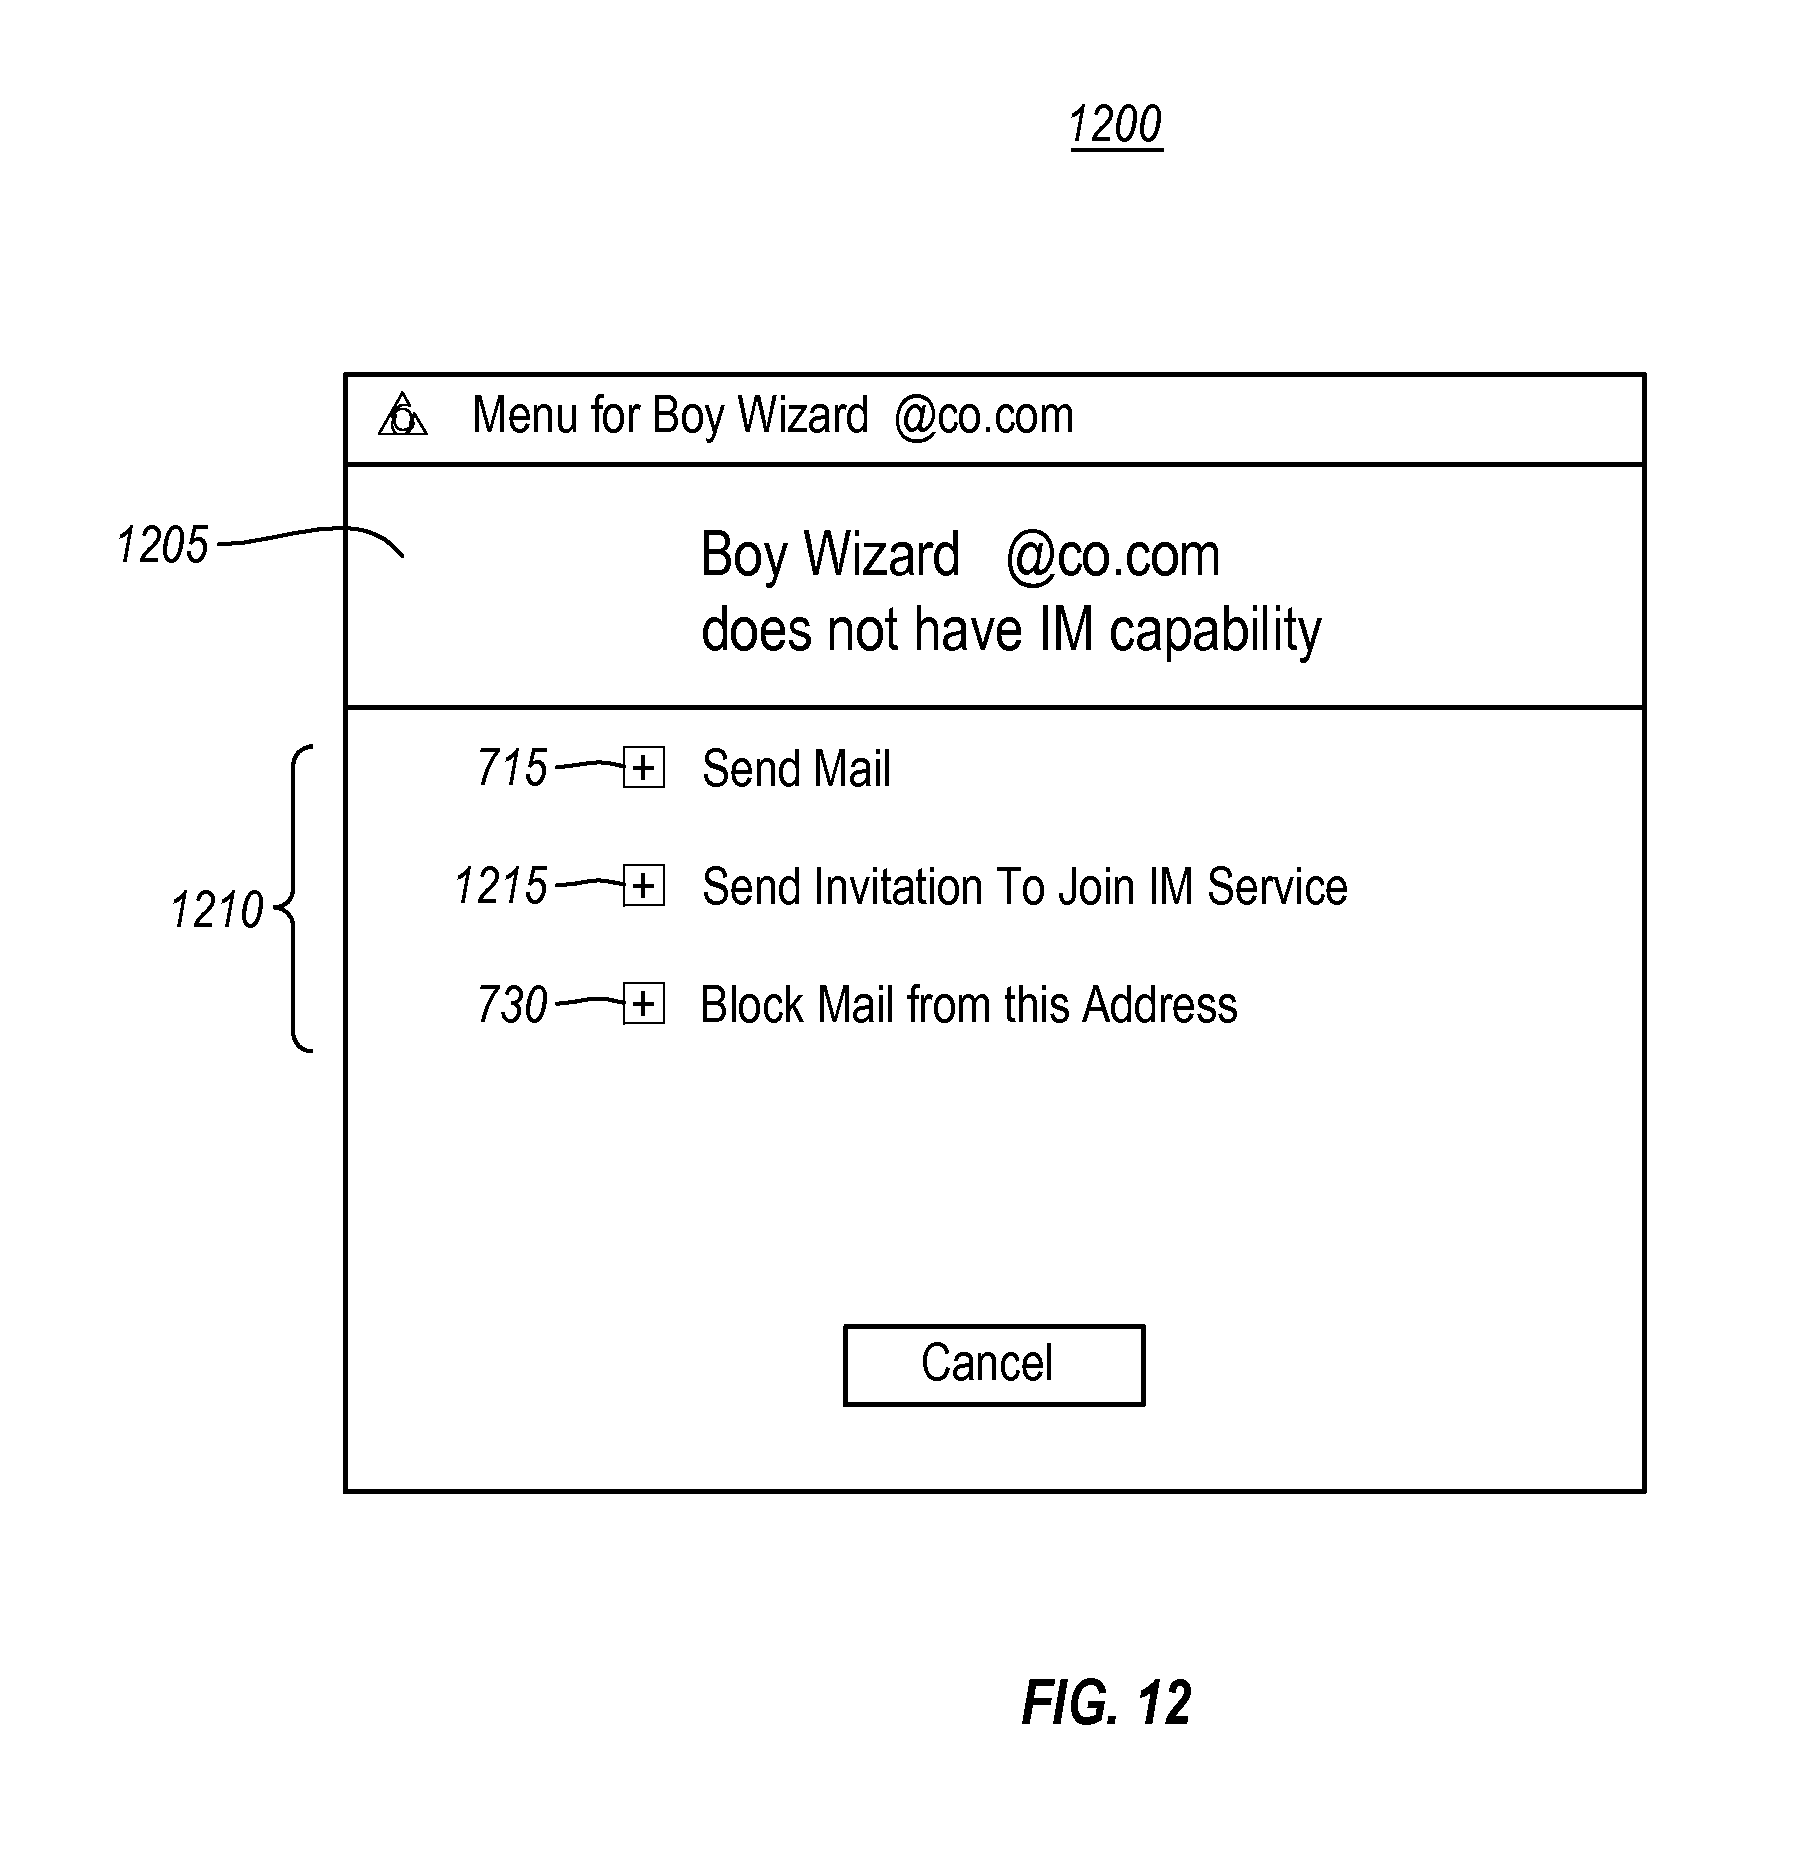 1200
Menu for Boy Wizard @co.com
1205
Boy Wizard @co.com
does not have IM capability
1210
715 + Send Mail
1215 + Send Invitation To Join IM Service
730 + Block Mail from this Address
Cancel
FIG. 12